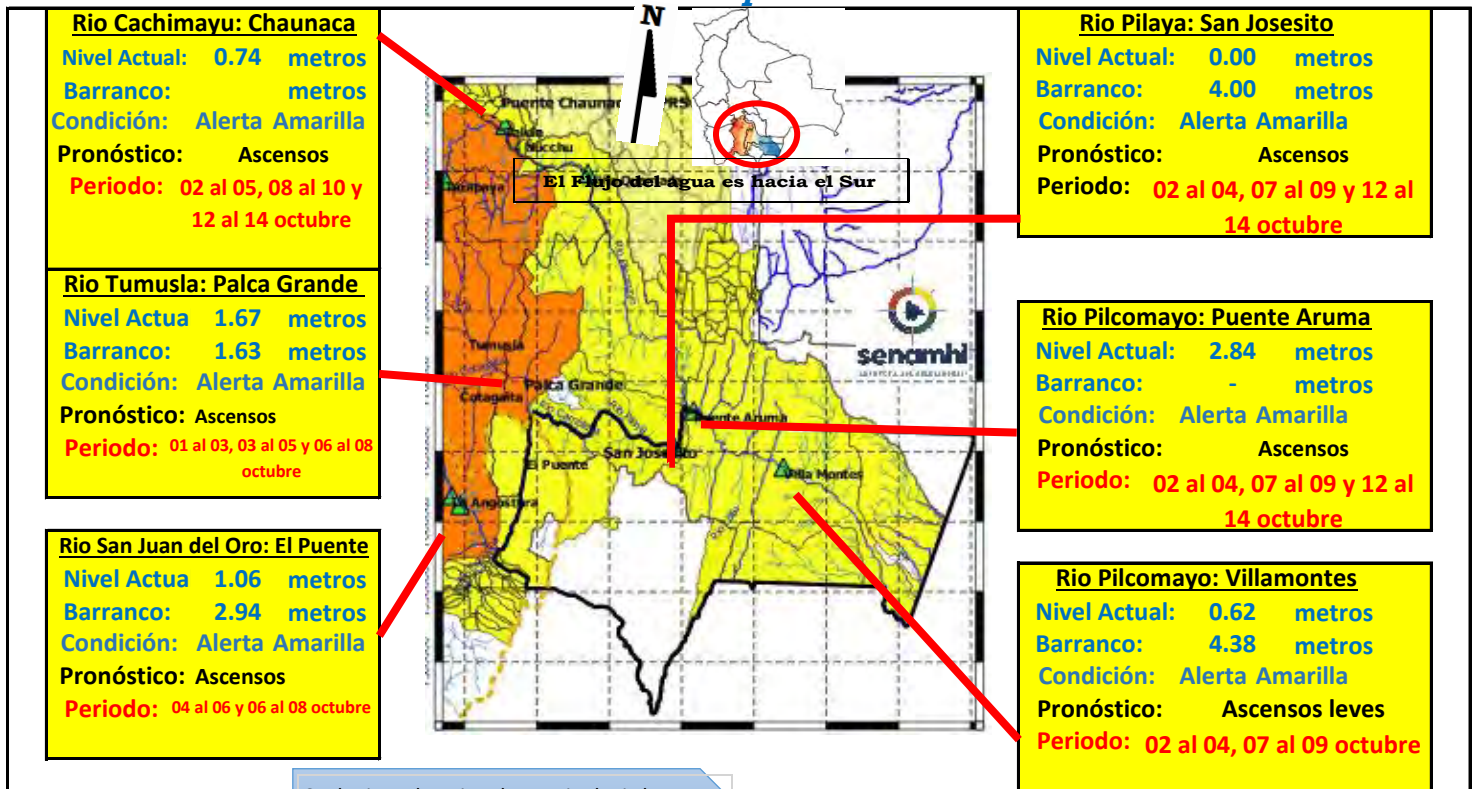 Rio Cachimayu: Chaunaca
Nivel Actual: 0.74 metros
Barranco: metros
Condición: Alerta Amarilla
Pronóstico: Ascensos
Periodo: 02 al 05, 08 al 10 y
12 al 14 octubre
Rio Tumusla: Palca Grande
Nivel Actua 1.67 metros
Barranco: 1.63 metros
Condición: Alerta Amarilla
Pronóstico: Ascensos
Periodo: 01 al 03, 03 al 05 y 06 al 08
octubre
Rio San Juan del Oro: El Puente
Nivel Actua 1.06 metros
Barranco: 2.94 metros
Condición: Alerta Amarilla
Pronóstico: Ascensos
Periodo: 04 al 06 y 06 al 08 octubre
N
Puente Chaunac
El Flujo del agua es hacia el Sur
senamhi
Tumusla
Palca Grande
Cotagaita
Puente Aruma
San Josesito
El Puente
Villa Montes
Angostura
Rio Pilaya: San Josesito
Nivel Actual: 0.00 metros
Barranco: 4.00 metros
Condición: Alerta Amarilla
Pronóstico: Ascensos
Periodo: 02 al 04, 07 al 09 y 12 al
14 octubre
Rio Pilcomayo: Puente Aruma
Nivel Actual: 2.84 metros
Barranco: - metros
Condición: Alerta Amarilla
Pronóstico: Ascensos
Periodo: 02 al 04, 07 al 09 y 12 al
14 octubre
Rio Pilcomayo: Villamontes
Nivel Actual: 0.62 metros
Barranco: 4.38 metros
Condición: Alerta Amarilla
Pronóstico: Ascensos leves
Periodo: 02 al 04, 07 al 09 octubre